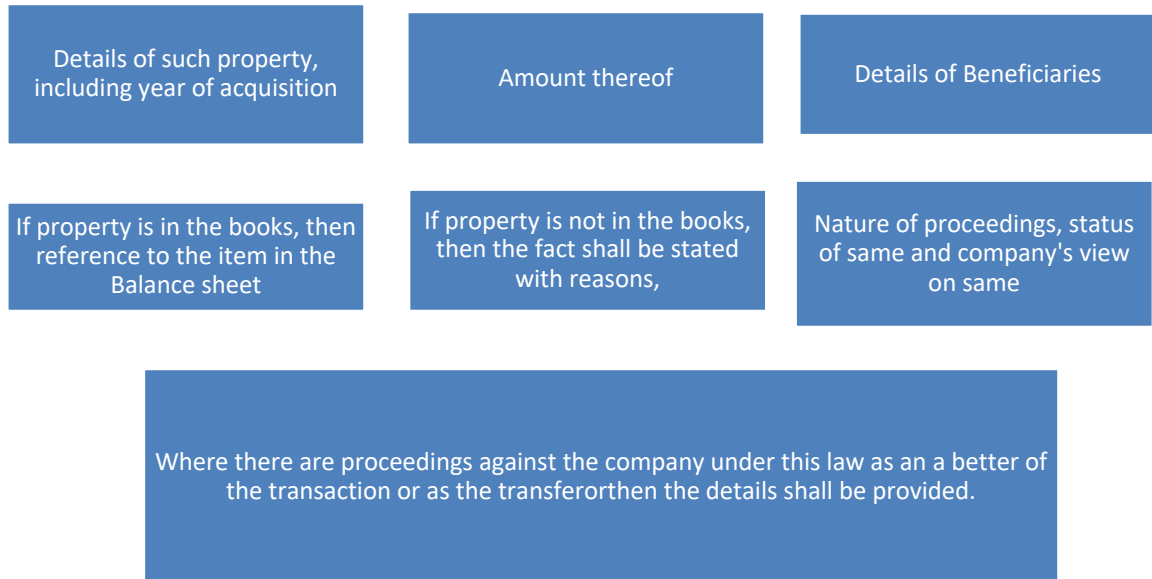 Details of such property,
including year of acquisition
Amount thereof
Details of Beneficiaries
If property is in the books, then
reference to the item in the
Balance sheet
If property is not in the books,
then the fact shall be stated
with reasons,
Nature of proceedings, status
of same and company's view
on same
Where there are proceedings against the company under this law as an a better of
the transaction or as the transferorthen the details shall be provided.